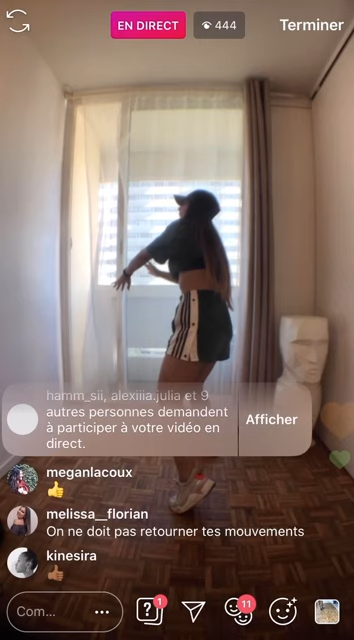 EN DIRECT
444
Terminer
hamm_sii, alexiiia.julia et 9
autres personnes demandent
à participer à votre vidéo en
direct.
Afficher
meganlacoux
👍
melissa__florian
On ne doit pas retourner tes mouvements
kinesira
👍🏽
Com...
1
11